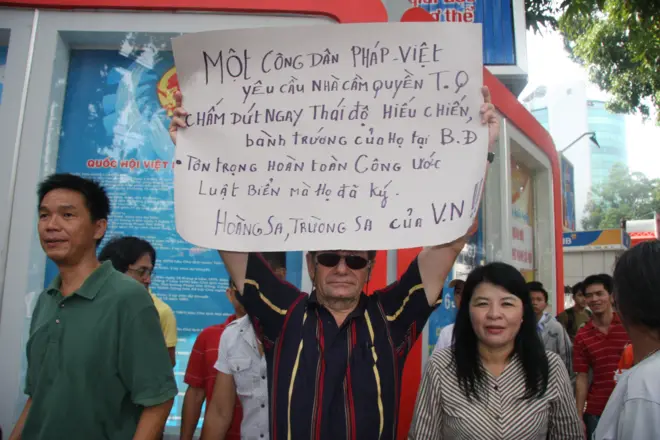 MỘT CÔNG DÂN PHÁP-VIỆT
YÊU CẦU NHÀ CẦM QUYỀN T.Q
CHẤM DỨT NGAY THÁI ĐỘ HIẾU CHIẾN,
bành trướng của họ tại B.Đ
• TÔN TRỌNG HOÀN TOÀN CÔNG ƯỚC
LUẬT BIỂN MÀ HỌ ĐÃ KÝ.
HOÀNG SA, TRƯỜNG SA CỦA V.N !!
QUỐC HỘI VIỆT